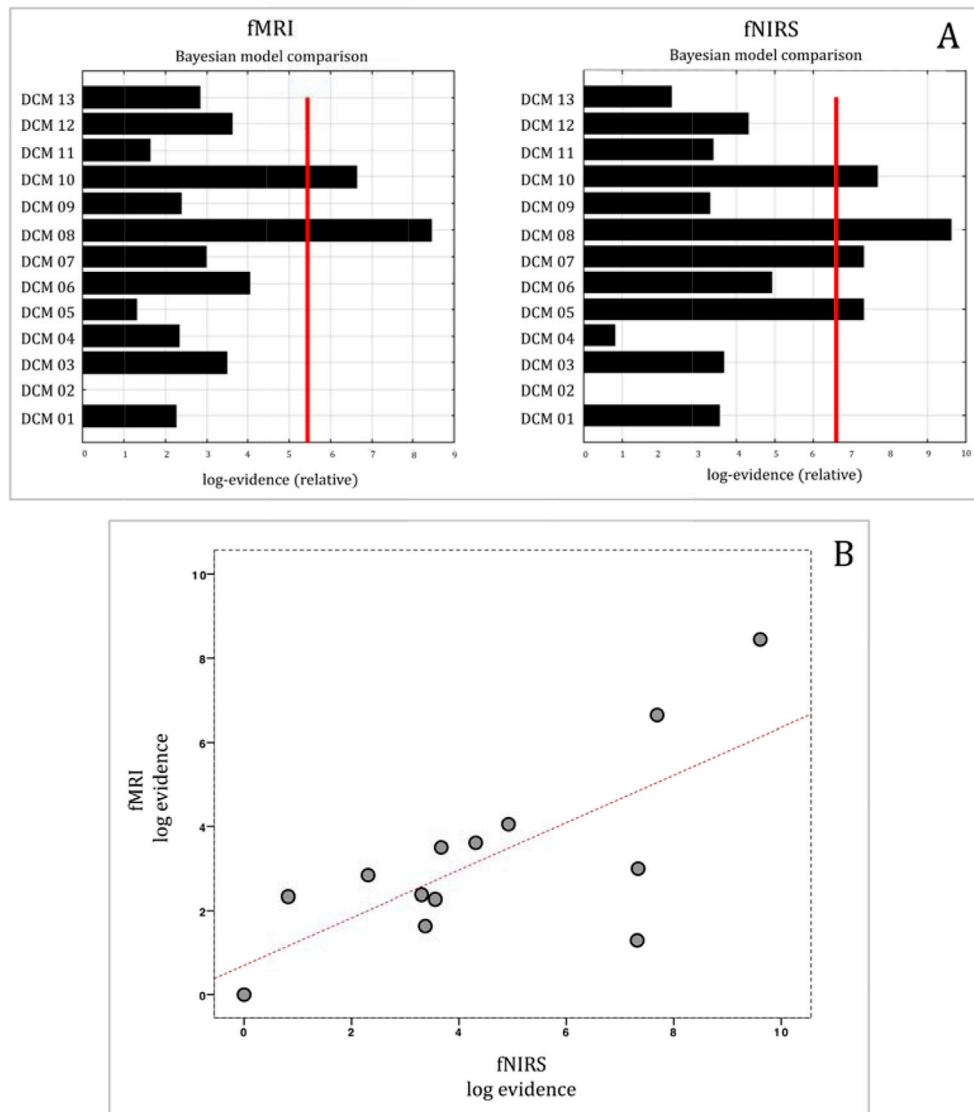 fMRI
Bayesian model comparison
DCM 13
DCM 12
DCM 11
DCM 10
DCM 09
DCM 08
DCM 07
DCM 06
DCM 05
DCM 04
DCM 03
DCM 02
DCM 01
0 1 2 3 4 5 6 7 8 9
log-evidence (relative)
fNIRS
A
Bayesian model comparison
DCM 13
DCM 12
DCM 11
DCM 10
DCM 09
DCM 08
DCM 07
DCM 06
DCM 05
DCM 04
DCM 03
DCM 02
DCM 01
0 1 2 3 4 5 6 7 8 9 10
log-evidence (relative)
B
fMRI
log evidence
10
8
6
4
2
0
0 2 4 6 8 10
fNIRS
log evidence